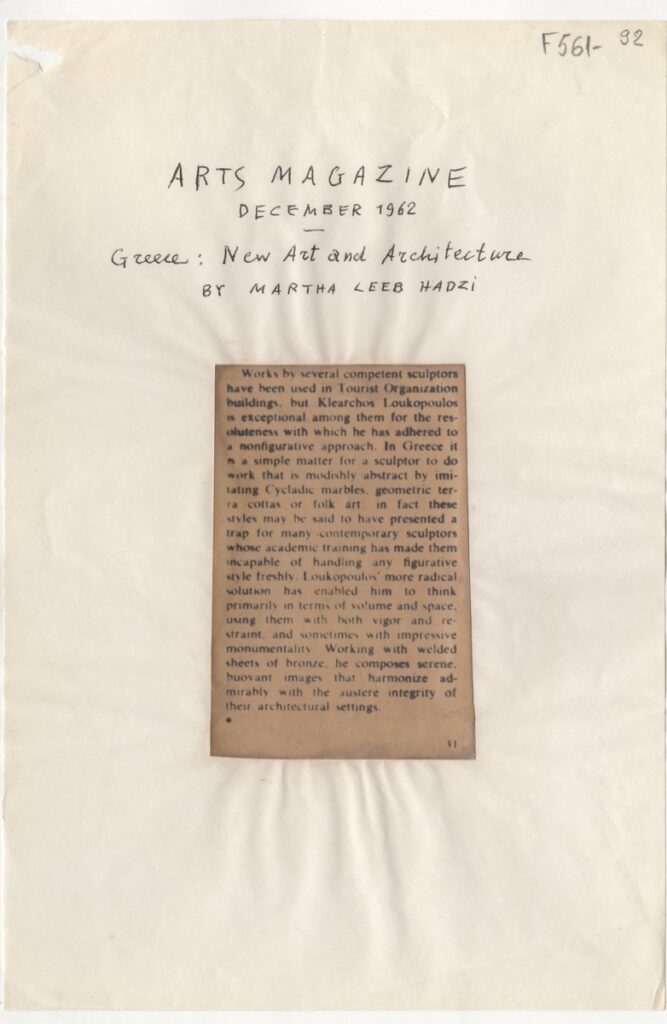 F561- 92
ARTS MAGAZINE
DECEMBER 1962
Greece: New Art and Architecture
BY MARTHA LEEB HADZI
Works by several competent sculptors
have been used in Tourist Organization
buildings, but Klearchos Loukopoulos
is exceptional among them for the res-
oluteness with which he has adhered to
a nonfigurative approach. In Greece it
is a simple matter for a sculptor to do
work that is modishly abstract by imi-
tating Cycladic marbles, geometric ter-
ra cottas or folk art; in fact these
styles may be said to have presented a
trap for many contemporary sculptors
whose academic training has made them
incapable of handling any figurative
style freshly. Loukopoulos' more radical
solution has enabled him to think
primarily in terms of volume and space,
using them with both vigor and re-
straint, and sometimes with impressive
monumentality. Working with welded
sheets of bronze, he composes serene,
buoyant images that harmonize ad-
mirably with the austere integrity of
their architectural settings.
•
31